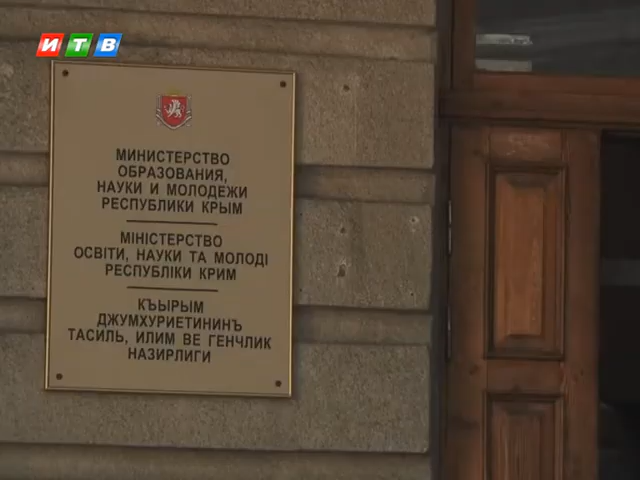 ИТВ
МИНИСТЕРСТВО
ОБРАЗОВАНИЯ,
НАУКИ И МОЛОДЕЖИ
РЕСПУБЛИКИ КРЫМ
МІНІСТЕРСТВО
ОСВІТИ, НАУКИ ТА МОЛОДІ
РЕСПУБЛІКИ КРИМ
КЪЫРЫМ
ДЖУМХУРИЕТИНИНЪ
ТАСИЛЬ, ИЛИМ ВЕ ГЕНЧЛИК
НАЗИРЛИГИ